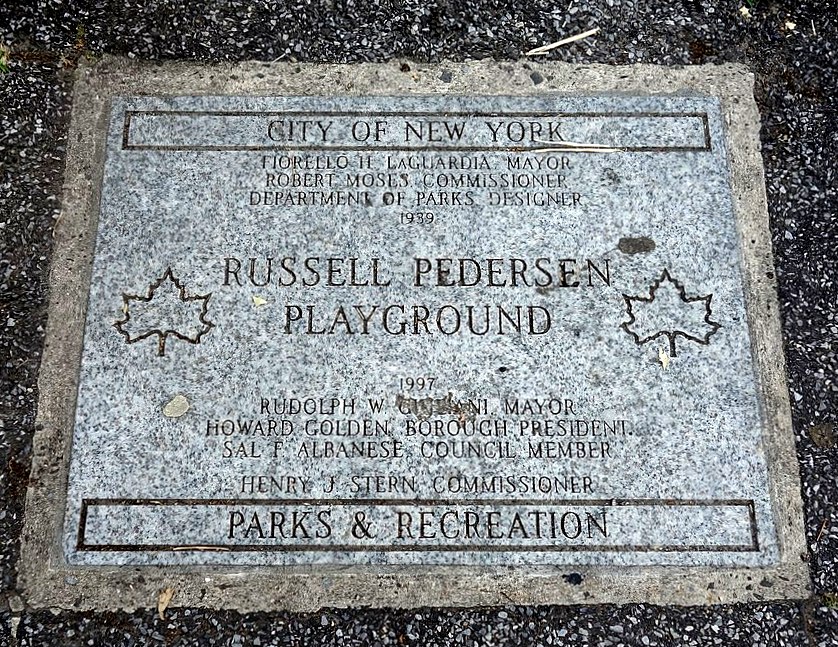 CITY OF NEW YORK
FIORELLO H. LAGUARDIA, MAYOR
ROBERT MOSES, COMMISSIONER
DEPARTMENT OF PARKS, DESIGNER
1939
RUSSELL PEDERSEN
PLAYGROUND
1997
RUDOLPH W. GIULIANI, MAYOR
HOWARD GOLDEN, BOROUGH PRESIDENT
SAL F. ALBANESE, COUNCIL MEMBER
HENRY J. STERN, COMMISSIONER
PARKS & RECREATION